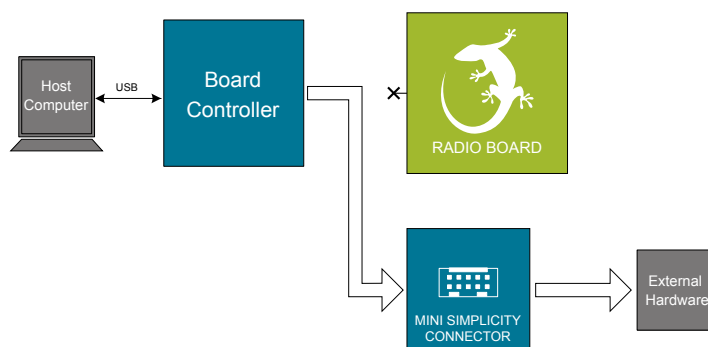 Host
Computer
USB
Board
Controller
RADIO BOARD
MINI SIMPLICITY
CONNECTOR
External
Hardware